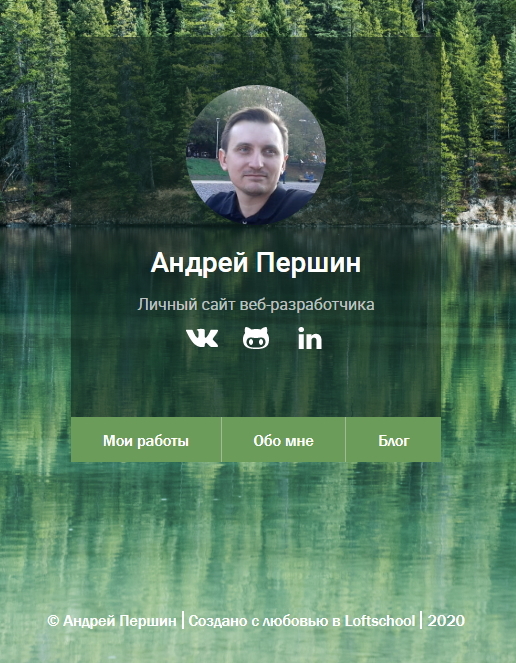 Андрей Першин
Личный сайт веб-разработчика
Мои работы Обо мне Блог
© Андрей Першин | Создано с любовью в Loftschool | 2020